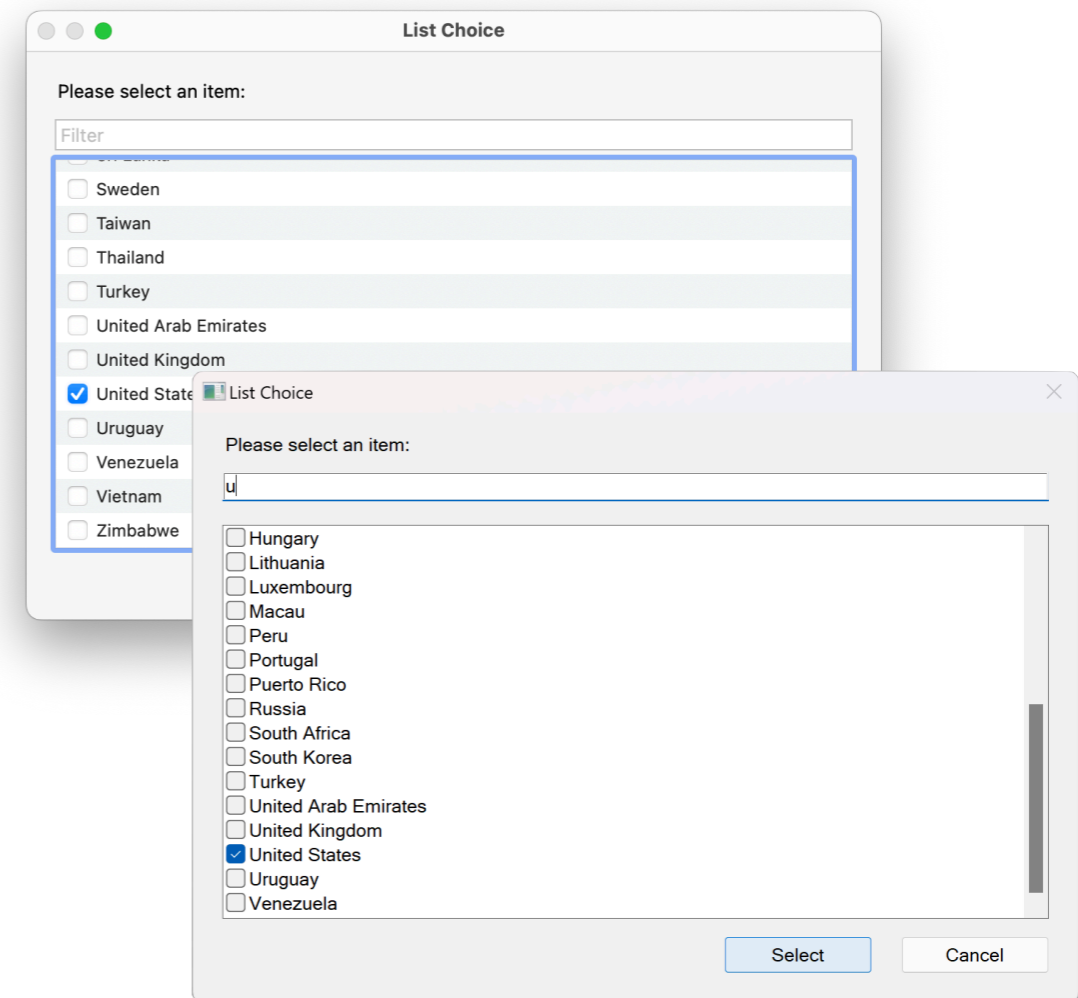 List Choice
Please select an item:
Filter
Sweden
Taiwan
Thailand
Turkey
United Arab Emirates
United Kingdom
United State
Uruguay
Venezuela
Vietnam
Zimbabwe
List Choice
Please select an item:
u
Hungary
Lithuania
Luxembourg
Macau
Peru
Portugal
Puerto Rico
Russia
South Africa
South Korea
Turkey
United Arab Emirates
United Kingdom
United States
Uruguay
Venezuela
Select
Cancel